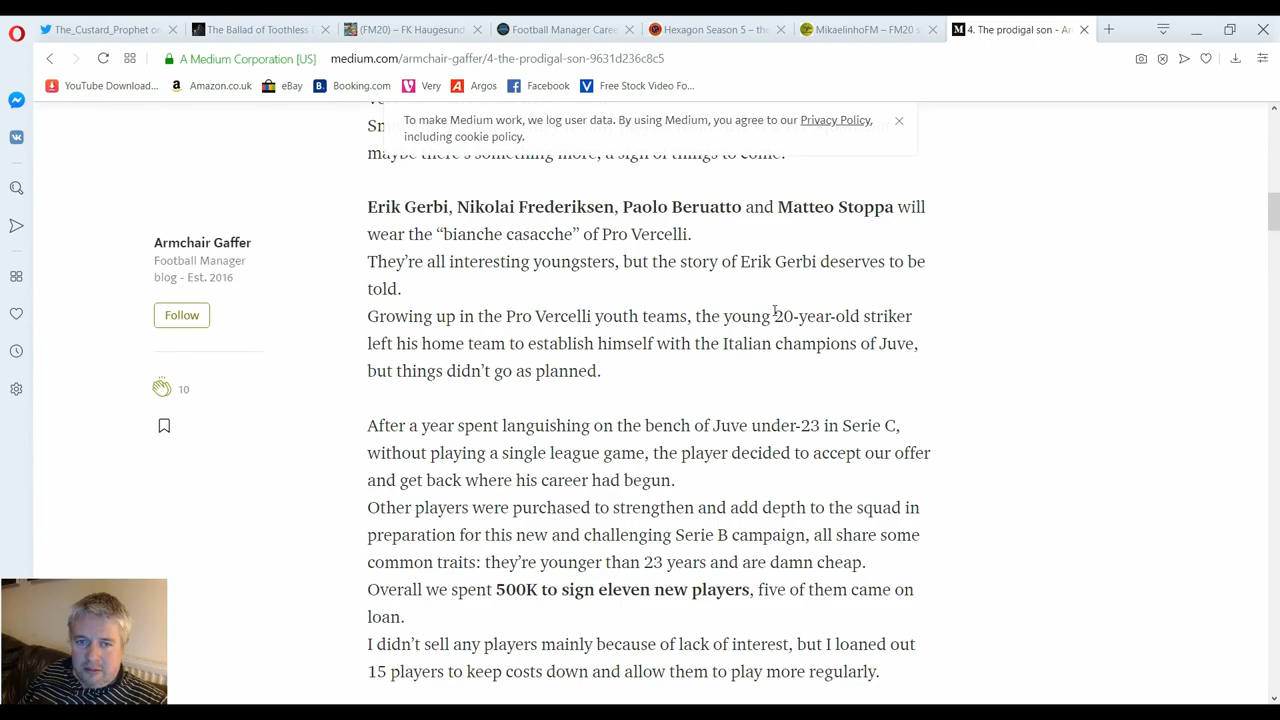 The_Custard_Prophet on
The Ballad of Toothless
(FM20) – FK Haugesund
Football Manager Caree
Hexagon Season 5 – the
MikaelinhoFM – FM20 s
4. The prodigal son - Ar
A Medium Corporation [US]
medium.com/armchair-gaffer/4-the-prodigal-son-9631d236c8c5
YouTube Download...
Amazon.co.uk
eBay
Booking.com
Very
Argos
Facebook
Free Stock Video Fo...
To make Medium work, we log user data. By using Medium, you agree to our Privacy Policy,
including cookie policy.
maybe there's something more, a sign of things to come.
Erik Gerbi, Nikolai Frederiksen, Paolo Beruatto and Matteo Stoppa will
wear the “bianche casacche” of Pro Vercelli.
They’re all interesting youngsters, but the story of Erik Gerbi deserves to be
told.
Growing up in the Pro Vercelli youth teams, the young 20-year-old striker
left his home team to establish himself with the Italian champions of Juve,
but things didn’t go as planned.
Armchair Gaffer
Football Manager
blog - Est. 2016
Follow
10
After a year spent languishing on the bench of Juve under-23 in Serie C,
without playing a single league game, the player decided to accept our offer
and get back where his career had begun.
Other players were purchased to strengthen and add depth to the squad in
preparation for this new and challenging Serie B campaign, all share some
common traits: they’re younger than 23 years and are damn cheap.
Overall we spent 500K to sign eleven new players, five of them came on
loan.
I didn’t sell any players mainly because of lack of interest, but I loaned out
15 players to keep costs down and allow them to play more regularly.